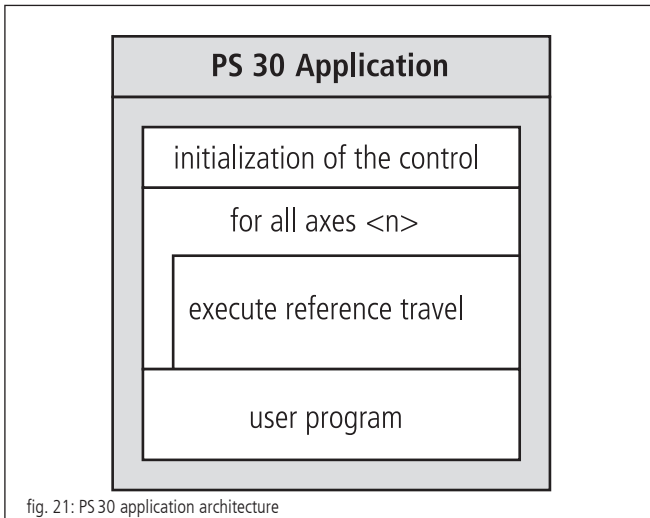 PS 30 Application
initialization of the control
for all axes <n>
execute reference travel
user program
fig. 21: PS 30 application architecture